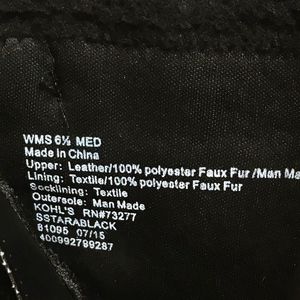 WMS 6½ MED
Made in China
Upper: Leather/100% polyester Faux Fur /Man Ma
Lining: Textile/100% polyester Faux Fur
Socklining: Textile
Outersole: Man Made
KOHL'S RN#73277
SSTARABLACK
81095 07/15
400992799287